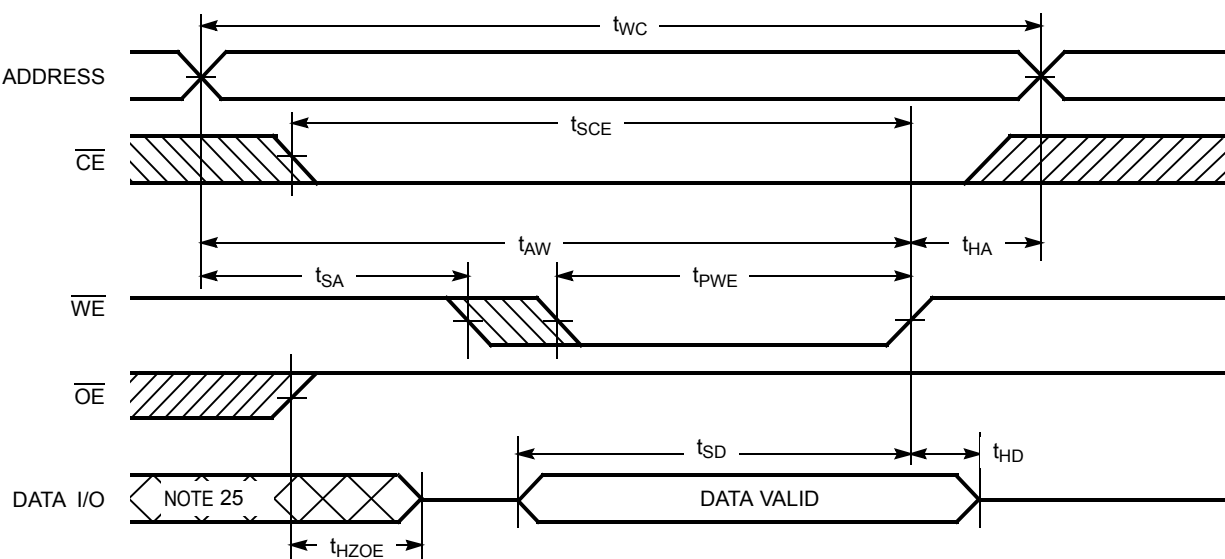 tWC
ADDRESS
tSCE
CE
tAW
tHA
tSA
tPWE
WE
OE
tSD
tHD
DATA I/O
NOTE 25
DATA VALID
tHZOE